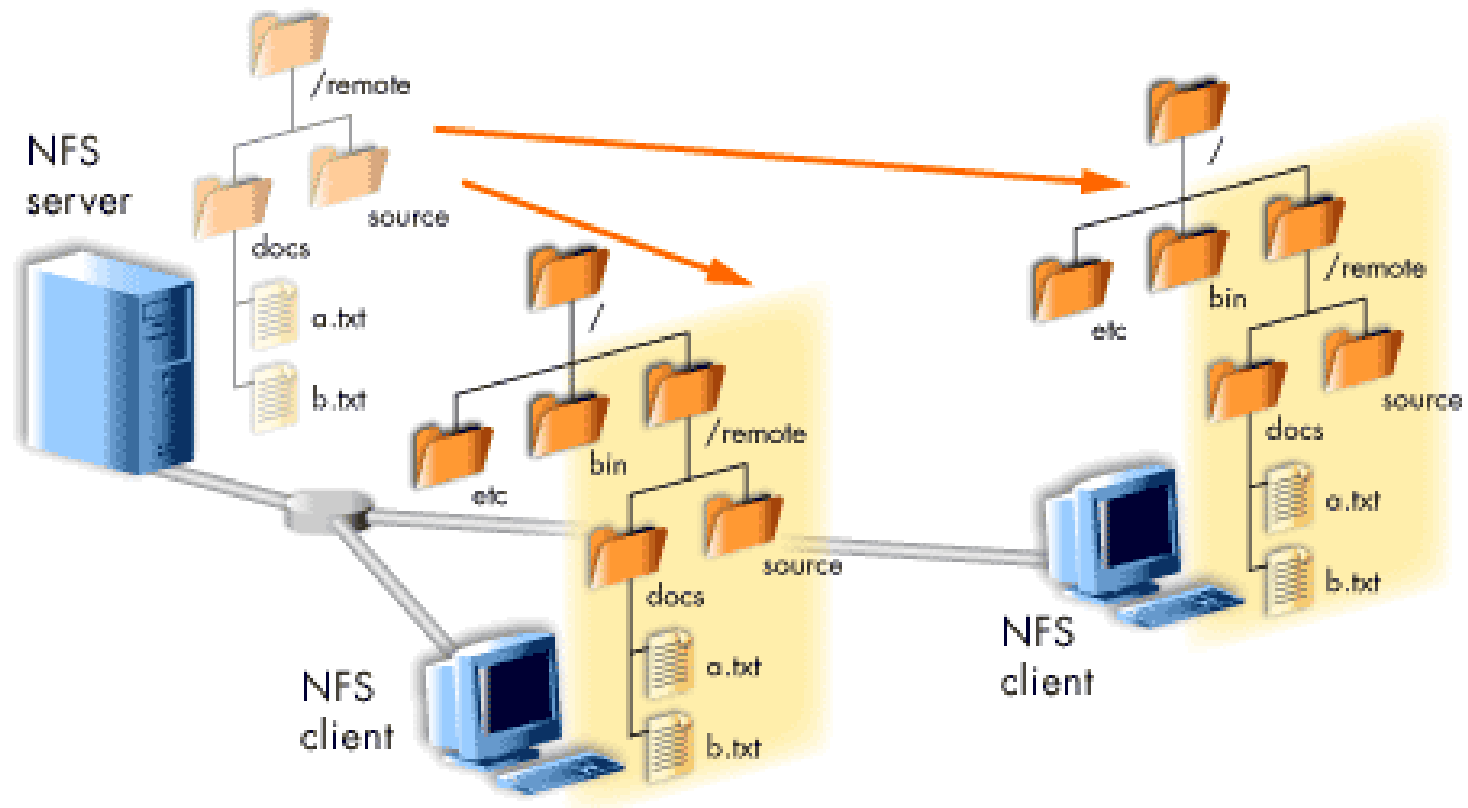 /remote
NFS
server
docs
source
a.txt
b.txt
/
etc
bin
/remote
docs
source
a.txt
b.txt
NFS
client
/
etc
bin
/remote
docs
source
a.txt
b.txt
NFS
client